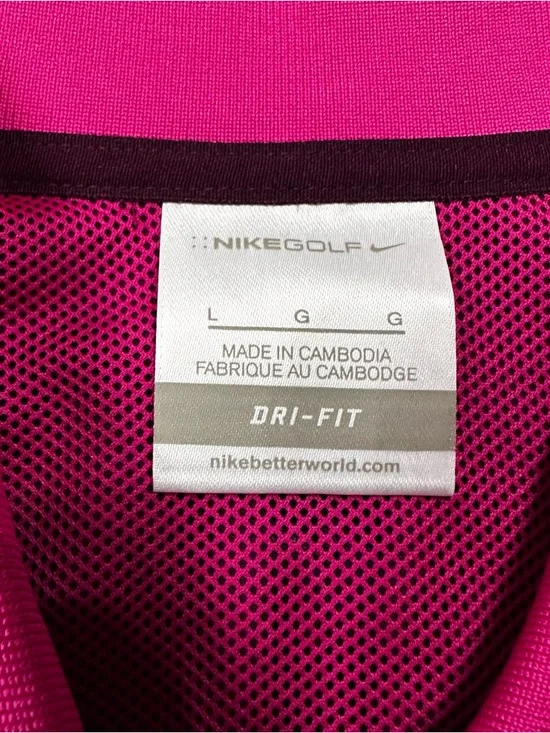 NIKEGOLF
L G G
MADE IN CAMBODIA
FABRIQUE AU CAMBODGE
DRI-FIT
nikebetterworld.com